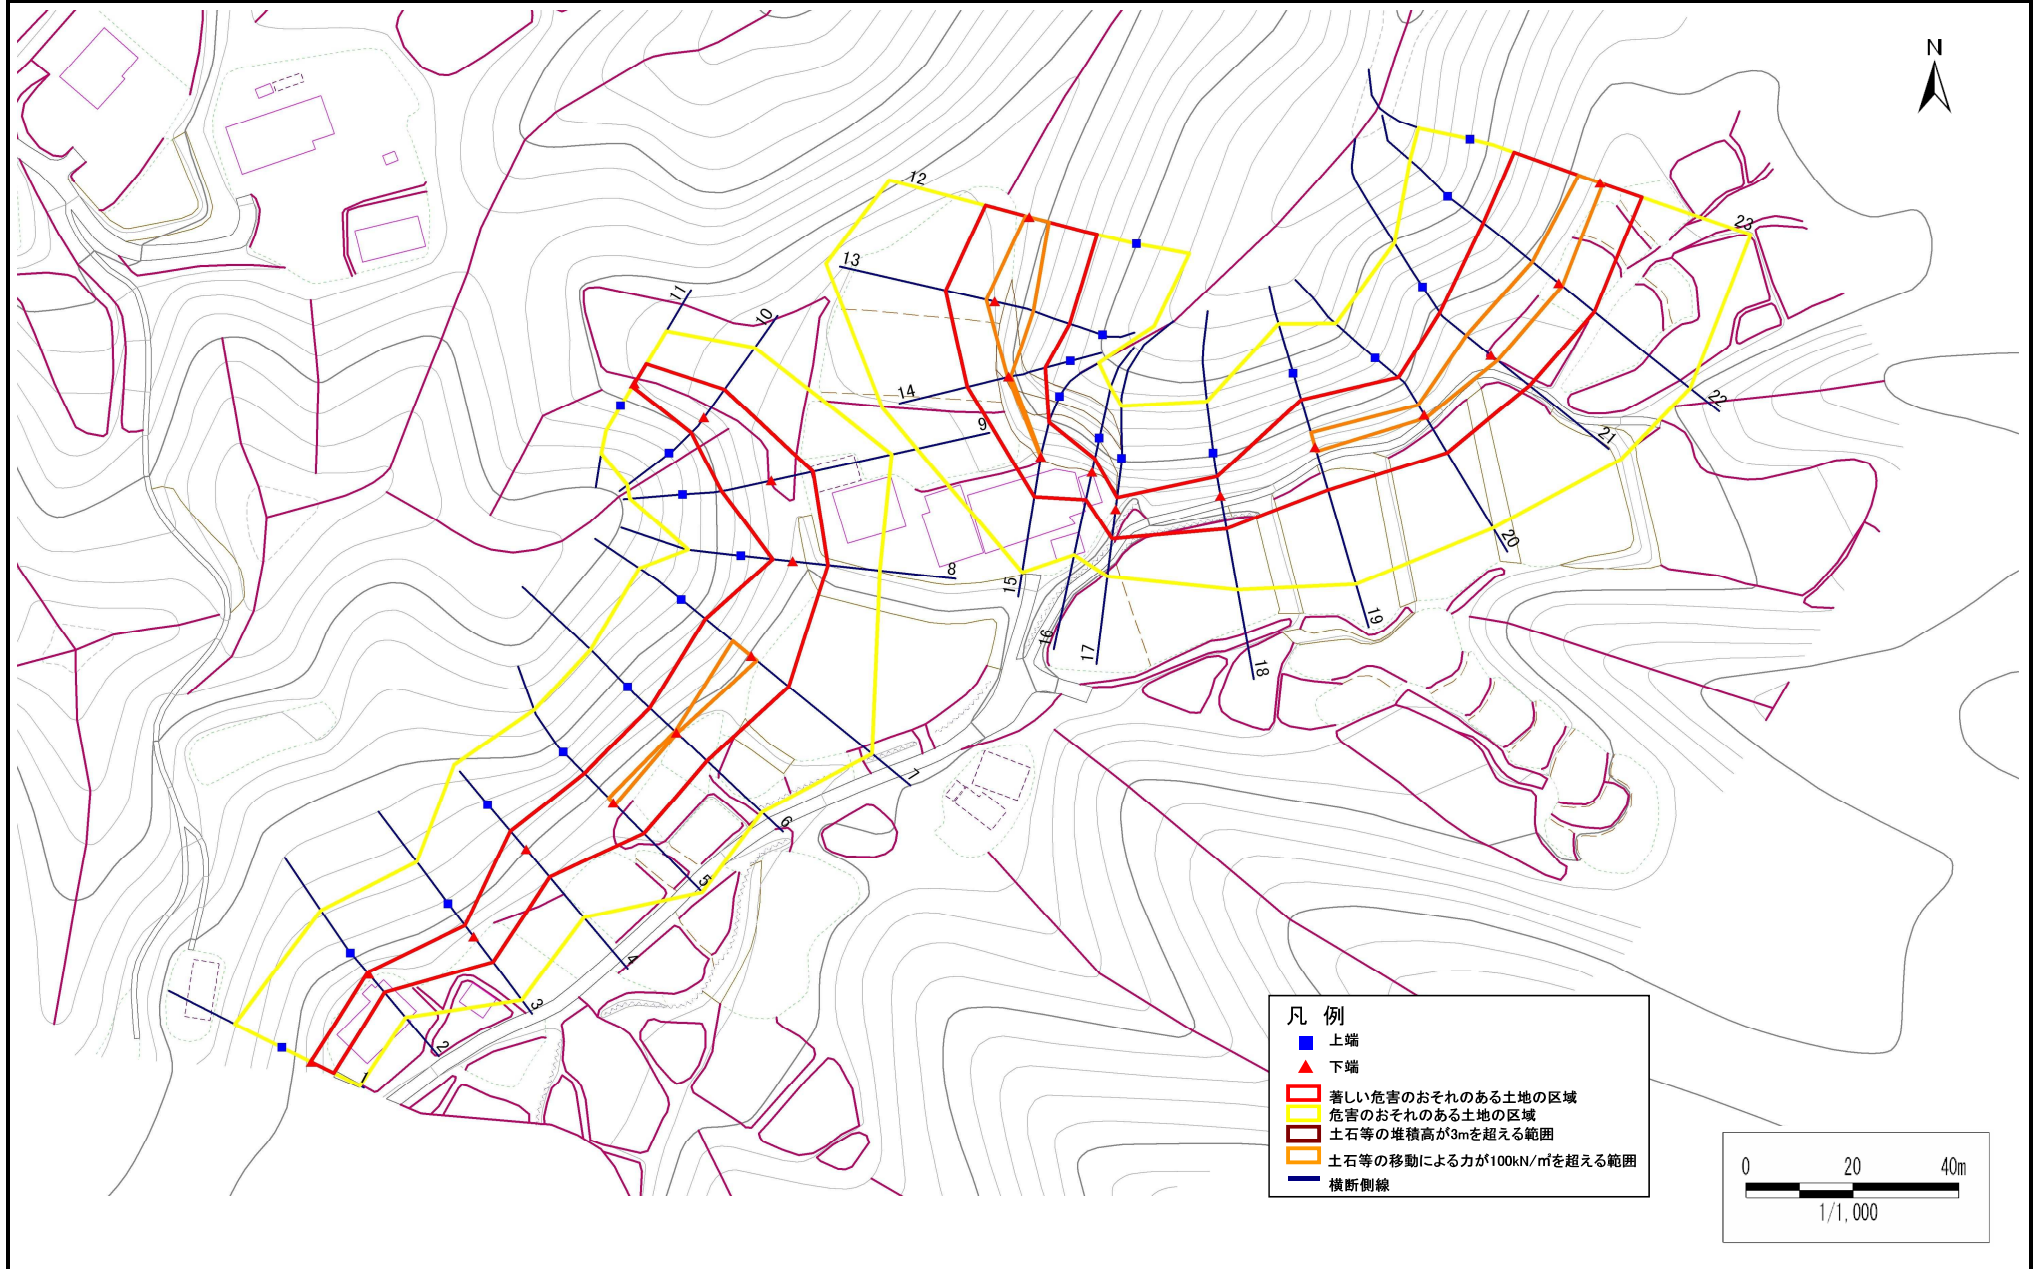 N
12
23
13
11
10
14
9
22
21
20
8
15
19
16
17
18
7
6
5
4
3
2
1
凡 例
上端
下端
著しい危害のおそれのある土地の区域
危害のおそれのある土地の区域
土石等の堆積高が3mを超える範囲
土石等の移動による力が100kN/㎡を超える範囲
横断側線
0 20 40m
1/1,000